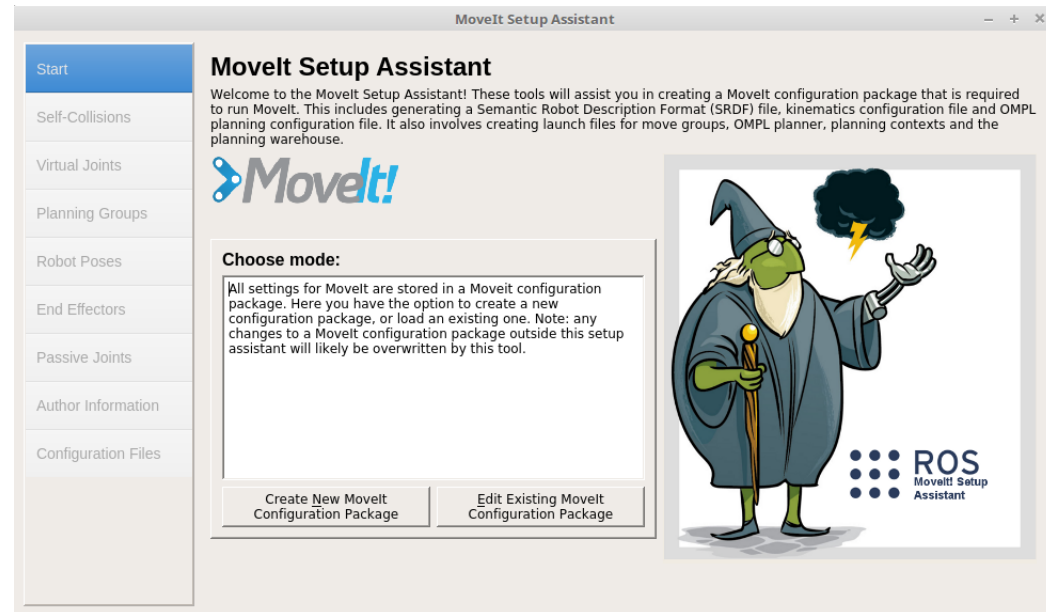 MoveIt Setup Assistant
– + ×
Start
Self-Collisions
Virtual Joints
Planning Groups
Robot Poses
End Effectors
Passive Joints
Author Information
Configuration Files
MoveIt Setup Assistant
Welcome to the MoveIt Setup Assistant! These tools will assist you in creating a MoveIt configuration package that is required
to run MoveIt. This includes generating a Semantic Robot Description Format (SRDF) file, kinematics configuration file and OMPL
planning configuration file. It also involves creating launch files for move groups, OMPL planner, planning contexts and the
planning warehouse.
MoveIt!
Choose mode:
All settings for MoveIt are stored in a Moveit configuration
package. Here you have the option to create a new
configuration package, or load an existing one. Note: any
changes to a MoveIt configuration package outside this setup
assistant will likely be overwritten by this tool.
Create New MoveIt
Configuration Package
Edit Existing MoveIt
Configuration Package
ROS
MoveIt! Setup
Assistant